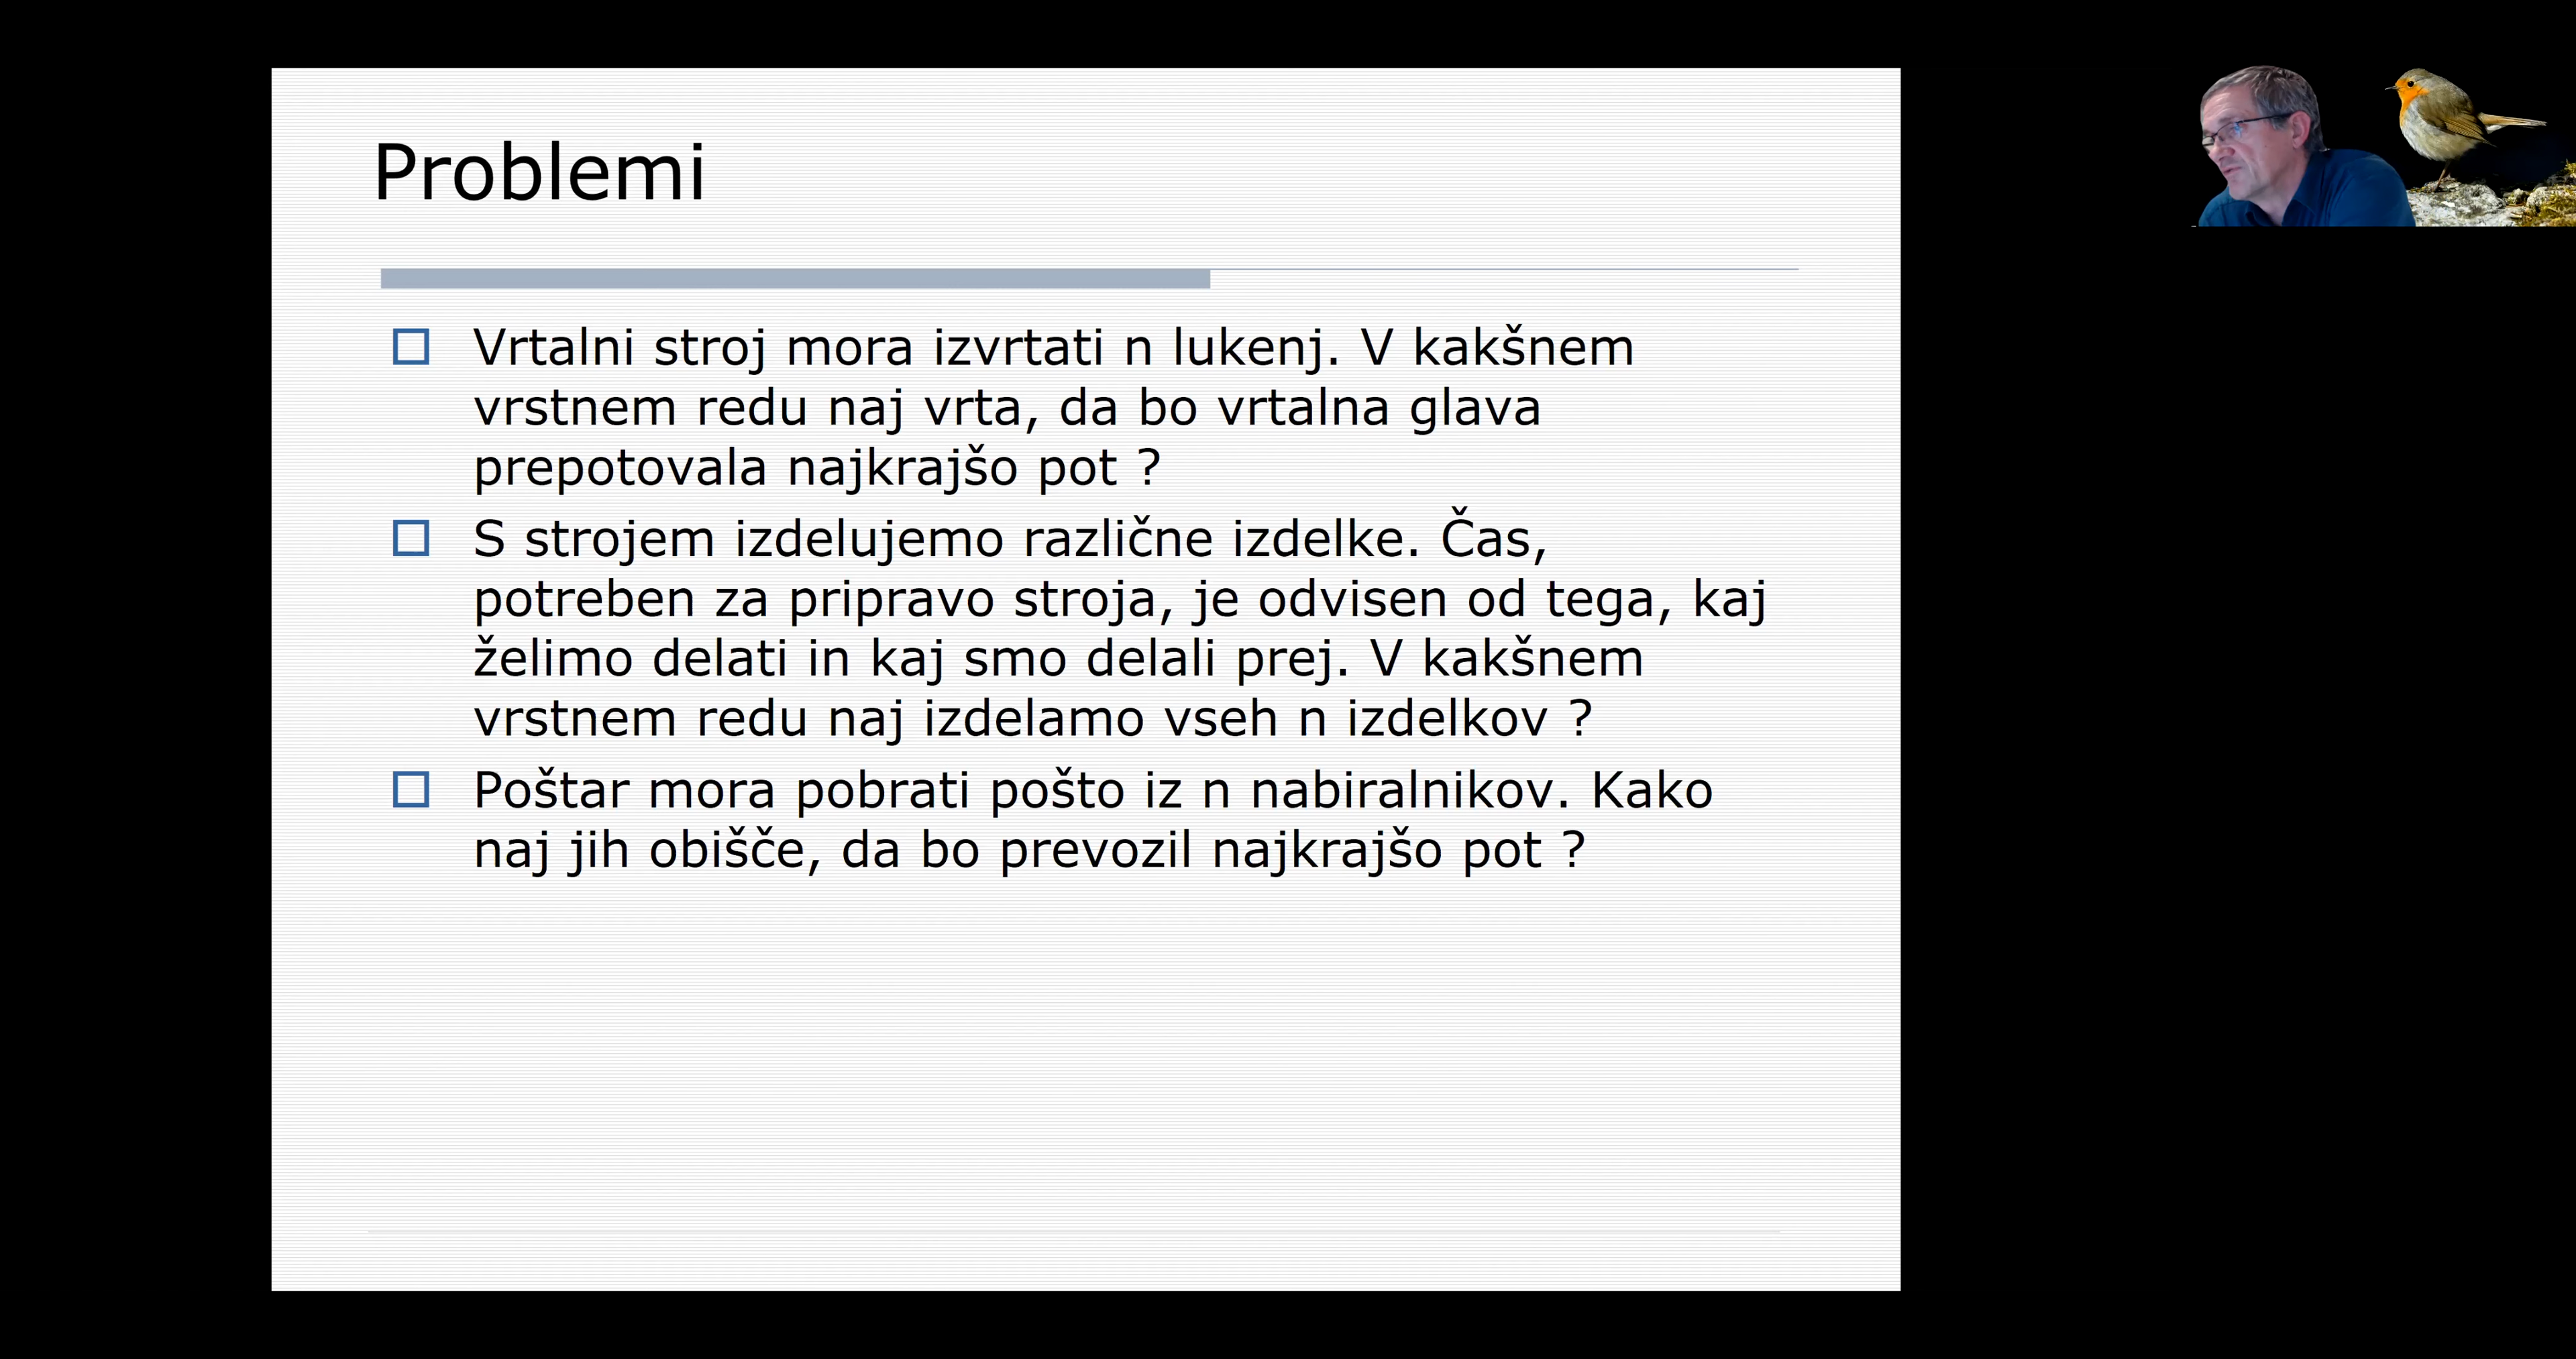 Problemi
Vrtalni stroj mora izvrtati n lukenj. V kakšnem
vrstnem redu naj vrta, da bo vrtalna glava
prepotovala najkrajšo pot ?
S strojem izdelujemo različne izdelke. Čas,
potreben za pripravo stroja, je odvisen od tega, kaj
želimo delati in kaj smo delali prej. V kakšnem
vrstnem redu naj izdelamo vseh n izdelkov ?
Poštar mora pobrati pošto iz n nabiralnikov. Kako
naj jih obišče, da bo prevozil najkrajšo pot ?